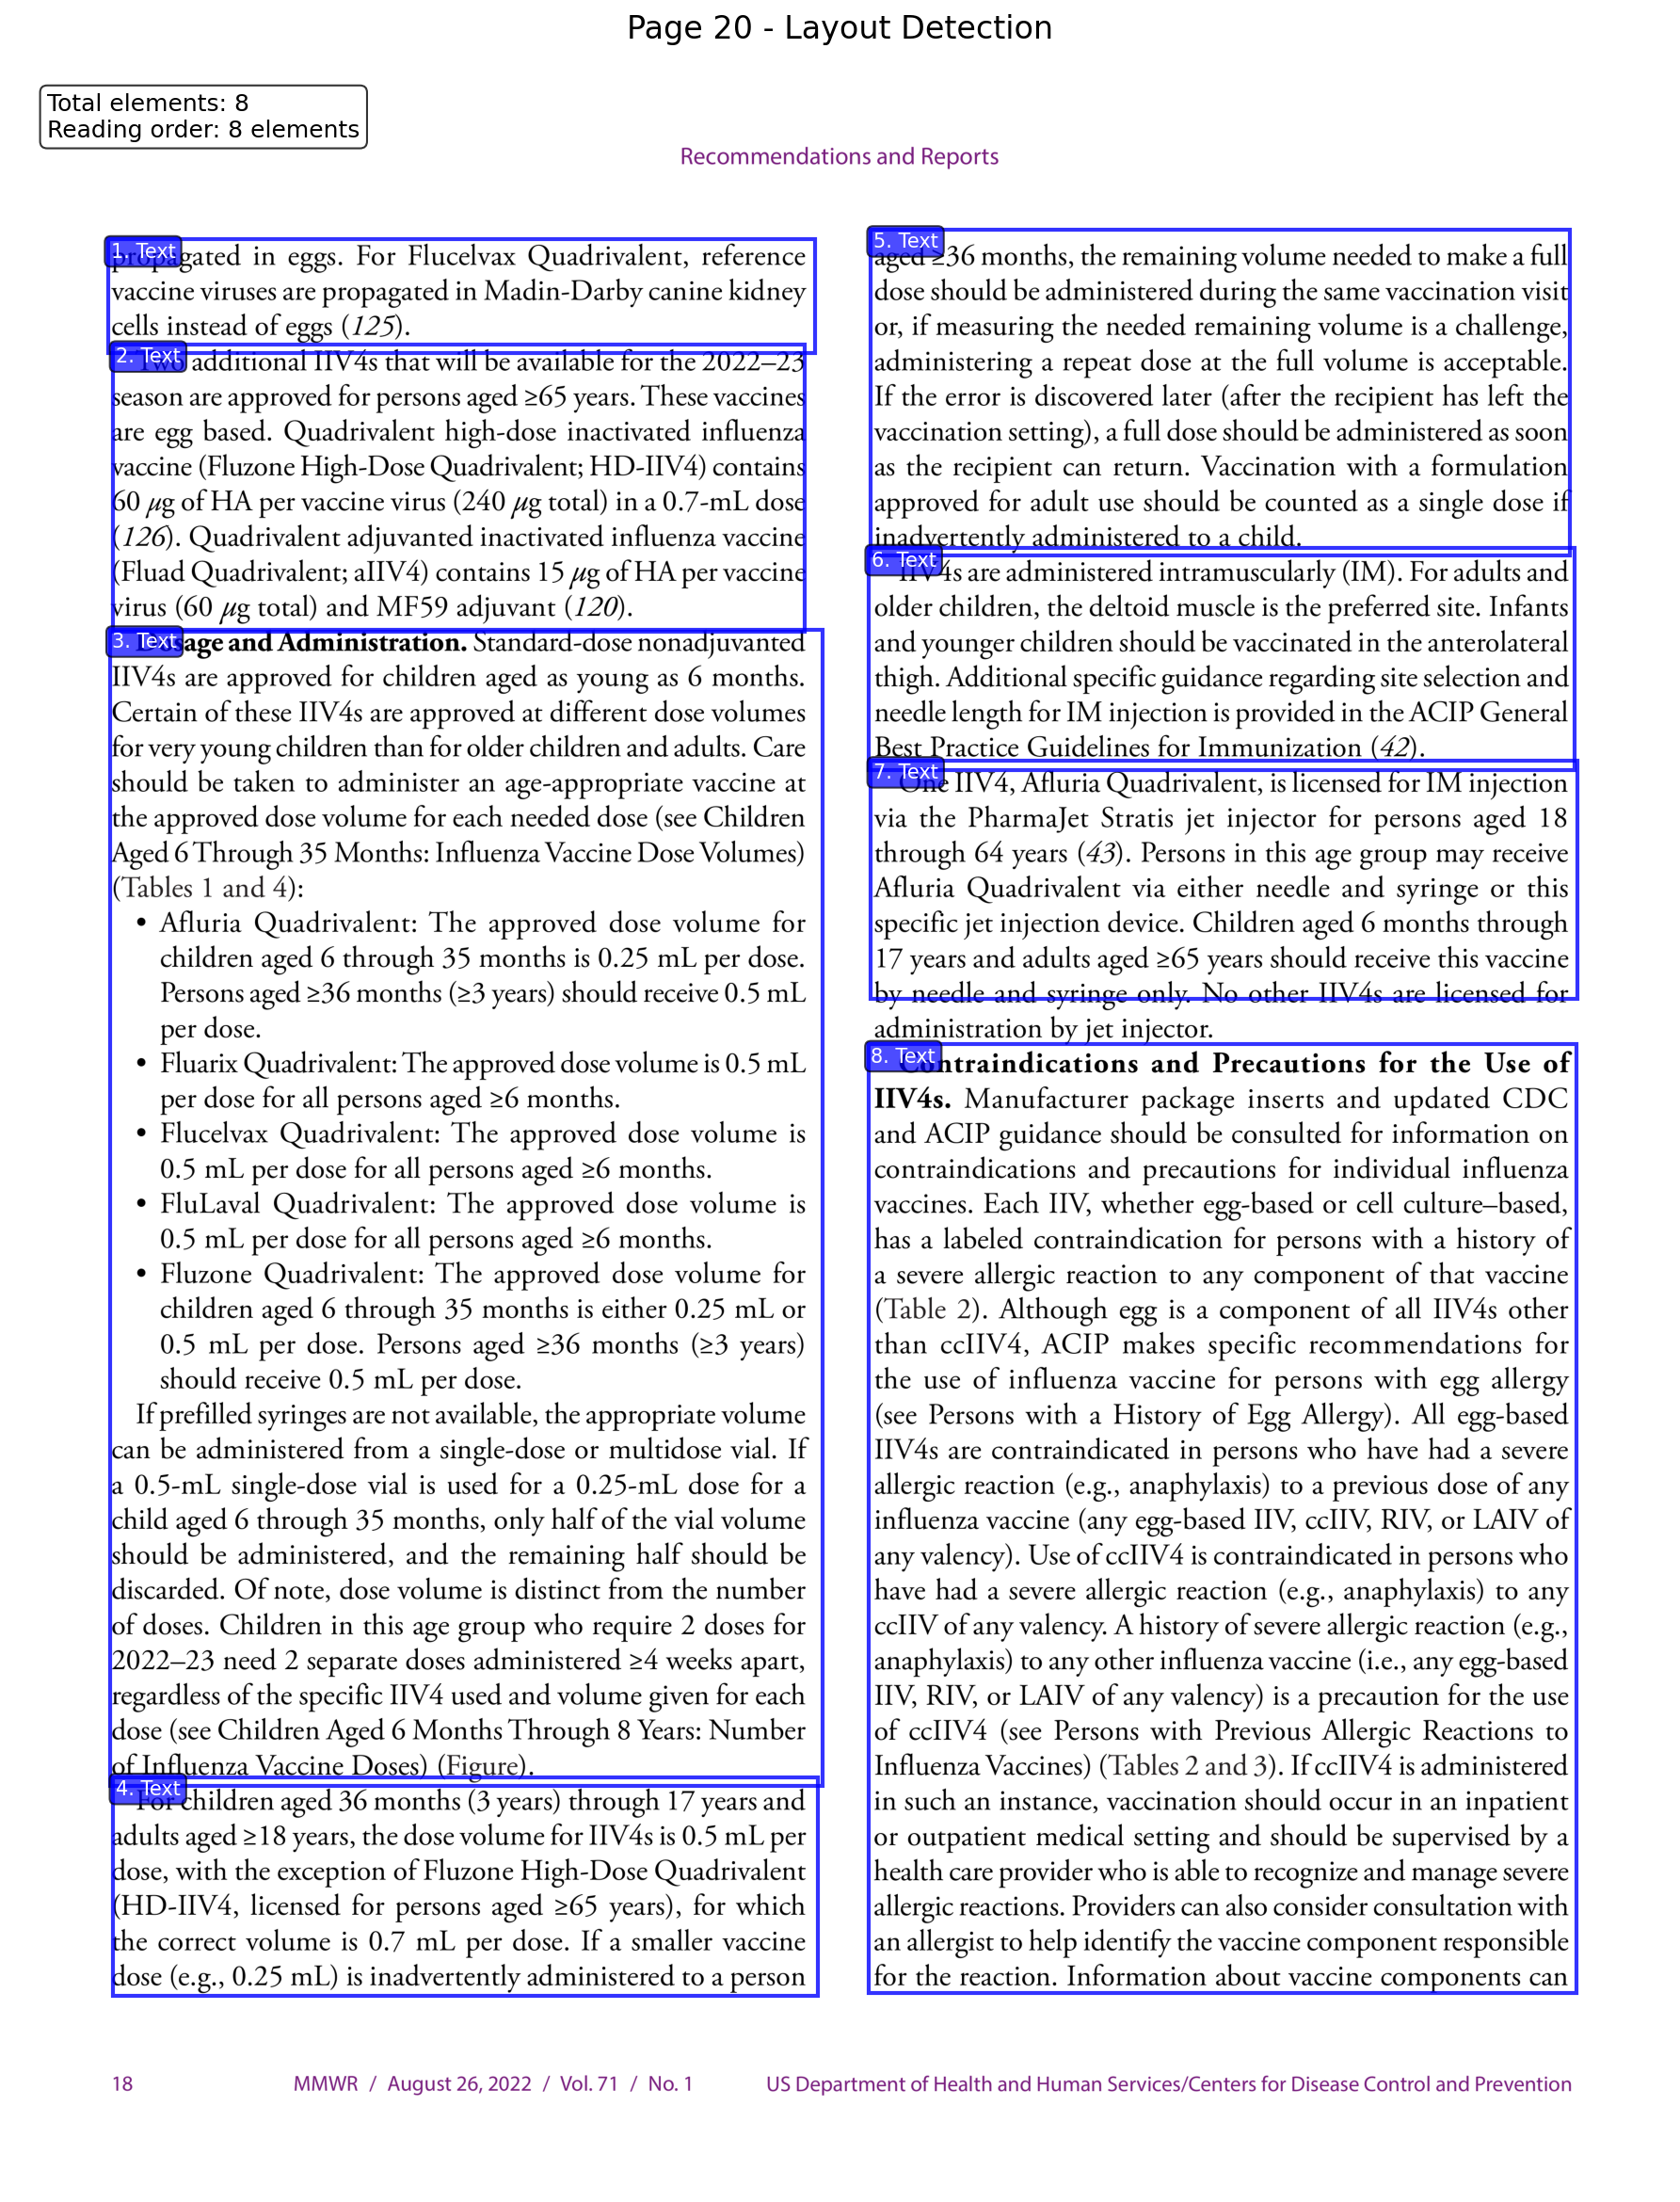 Page 20 - Layout Detection
Total elements: 8
Reading order: 8 elements
Recommendations and Reports
1. Text
propagated in eggs. For Flucelvax Quadrivalent, reference
vaccine viruses are propagated in Madin-Darby canine kidney
cells instead of eggs (125).
2. Text
Two additional IIV4s that will be available for the 2022–23
season are approved for persons aged ≥65 years. These vaccines
are egg based. Quadrivalent high-dose inactivated influenza
vaccine (Fluzone High-Dose Quadrivalent; HD-IIV4) contains
60 µg of HA per vaccine virus (240 µg total) in a 0.7-mL dose
(126). Quadrivalent adjuvanted inactivated influenza vaccine
(Fluad Quadrivalent; aIIV4) contains 15 µg of HA per vaccine
virus (60 µg total) and MF59 adjuvant (120).
3. Text
Dosage and Administration. Standard-dose nonadjuvanted
IIV4s are approved for children aged as young as 6 months.
Certain of these IIV4s are approved at different dose volumes
for very young children than for older children and adults. Care
should be taken to administer an age-appropriate vaccine at
the approved dose volume for each needed dose (see Children
Aged 6 Through 35 Months: Influenza Vaccine Dose Volumes)
(Tables 1 and 4):
• Afluria Quadrivalent: The approved dose volume for
children aged 6 through 35 months is 0.25 mL per dose.
Persons aged ≥36 months (≥3 years) should receive 0.5 mL
per dose.
• Fluarix Quadrivalent: The approved dose volume is 0.5 mL
per dose for all persons aged ≥6 months.
• Flucelvax Quadrivalent: The approved dose volume is
0.5 mL per dose for all persons aged ≥6 months.
• FluLaval Quadrivalent: The approved dose volume is
0.5 mL per dose for all persons aged ≥6 months.
• Fluzone Quadrivalent: The approved dose volume for
children aged 6 through 35 months is either 0.25 mL or
0.5 mL per dose. Persons aged ≥36 months (≥3 years)
should receive 0.5 mL per dose.
If prefilled syringes are not available, the appropriate volume
can be administered from a single-dose or multidose vial. If
a 0.5-mL single-dose vial is used for a 0.25-mL dose for a
child aged 6 through 35 months, only half of the vial volume
should be administered, and the remaining half should be
discarded. Of note, dose volume is distinct from the number
of doses. Children in this age group who require 2 doses for
2022–23 need 2 separate doses administered ≥4 weeks apart,
regardless of the specific IIV4 used and volume given for each
dose (see Children Aged 6 Months Through 8 Years: Number
of Influenza Vaccine Doses) (Figure).
4. Text
For children aged 36 months (3 years) through 17 years and
adults aged ≥18 years, the dose volume for IIV4s is 0.5 mL per
dose, with the exception of Fluzone High-Dose Quadrivalent
(HD-IIV4, licensed for persons aged ≥65 years), for which
the correct volume is 0.7 mL per dose. If a smaller vaccine
dose (e.g., 0.25 mL) is inadvertently administered to a person
5. Text
aged ≥36 months, the remaining volume needed to make a full
dose should be administered during the same vaccination visit
or, if measuring the needed remaining volume is a challenge,
administering a repeat dose at the full volume is acceptable.
If the error is discovered later (after the recipient has left the
vaccination setting), a full dose should be administered as soon
as the recipient can return. Vaccination with a formulation
approved for adult use should be counted as a single dose if
inadvertently administered to a child.
6. Text
IIV4s are administered intramuscularly (IM). For adults and
older children, the deltoid muscle is the preferred site. Infants
and younger children should be vaccinated in the anterolateral
thigh. Additional specific guidance regarding site selection and
needle length for IM injection is provided in the ACIP General
Best Practice Guidelines for Immunization (42).
7. Text
One IIV4, Afluria Quadrivalent, is licensed for IM injection
via the PharmaJet Stratis jet injector for persons aged 18
through 64 years (43). Persons in this age group may receive
Afluria Quadrivalent via either needle and syringe or this
specific jet injection device. Children aged 6 months through
17 years and adults aged ≥65 years should receive this vaccine
by needle and syringe only. No other IIV4s are licensed for
administration by jet injector.
8. Text
Contraindications and Precautions for the Use of
IIV4s. Manufacturer package inserts and updated CDC
and ACIP guidance should be consulted for information on
contraindications and precautions for individual influenza
vaccines. Each IIV, whether egg-based or cell culture–based,
has a labeled contraindication for persons with a history of
a severe allergic reaction to any component of that vaccine
(Table 2). Although egg is a component of all IIV4s other
than ccIIV4, ACIP makes specific recommendations for
the use of influenza vaccine for persons with egg allergy
(see Persons with a History of Egg Allergy). All egg-based
IIV4s are contraindicated in persons who have had a severe
allergic reaction (e.g., anaphylaxis) to a previous dose of any
influenza vaccine (any egg-based IIV, ccIIV, RIV, or LAIV of
any valency). Use of ccIIV4 is contraindicated in persons who
have had a severe allergic reaction (e.g., anaphylaxis) to any
ccIIV of any valency. A history of severe allergic reaction (e.g.,
anaphylaxis) to any other influenza vaccine (i.e., any egg-based
IIV, RIV, or LAIV of any valency) is a precaution for the use
of ccIIV4 (see Persons with Previous Allergic Reactions to
Influenza Vaccines) (Tables 2 and 3). If ccIIV4 is administered
in such an instance, vaccination should occur in an inpatient
or outpatient medical setting and should be supervised by a
health care provider who is able to recognize and manage severe
allergic reactions. Providers can also consider consultation with
an allergist to help identify the vaccine component responsible
for the reaction. Information about vaccine components can
18 MMWR / August 26, 2022 / Vol. 71 / No. 1 US Department of Health and Human Services/Centers for Disease Control and Prevention